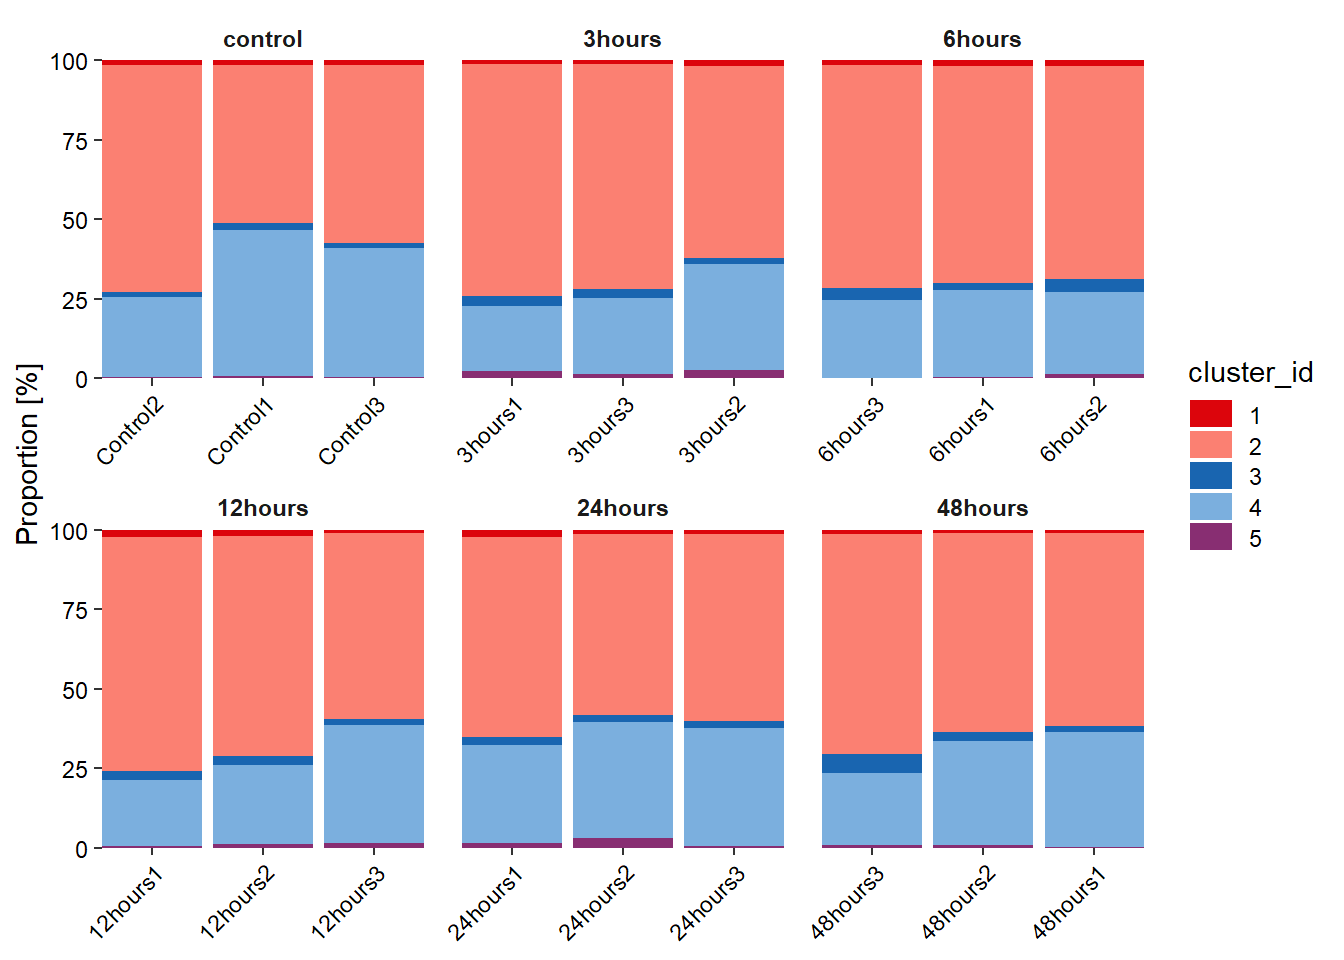 control
3hours
6hours
100
75
50
25
0
Control2
Control1
Control3
3hours1
3hours3
3hours2
6hours3
6hours1
6hours2
Proportion [%]
12hours
24hours
48hours
100
75
50
25
0
12hours1
12hours2
12hours3
24hours1
24hours2
24hours3
48hours3
48hours2
48hours1
cluster_id
1
2
3
4
5